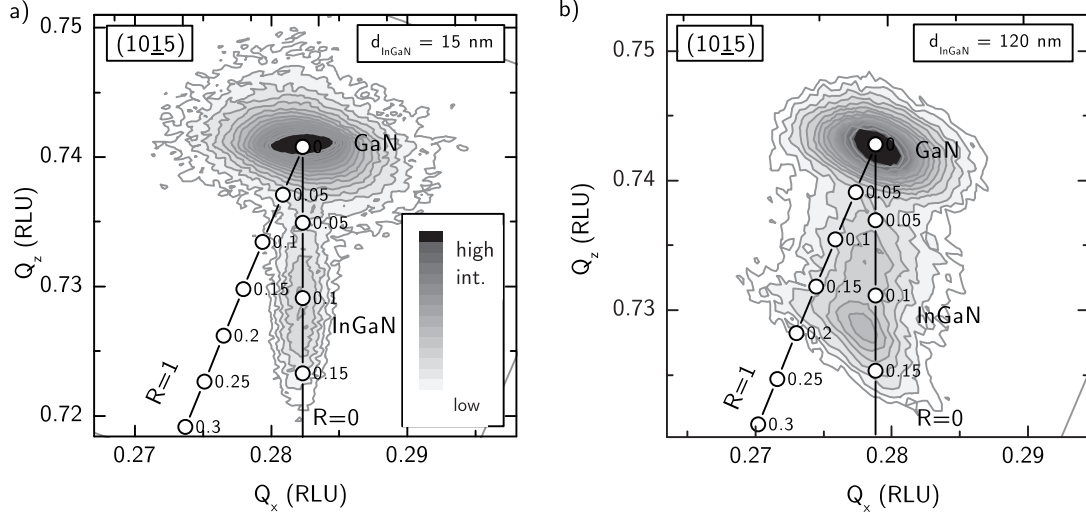 a)
(101̲5)
d_InGaN = 15 nm
0.75
0.74
0.73
0.72
Q_z (RLU)
GaN
0
0.05
0.1
0.15
0.2
0.25
0.3
0.05
0.1
0.15
InGaN
R=1
R=0
high
int.
low
0.27
0.28
0.29
Q_x (RLU)
b)
(101̲5)
d_InGaN = 120 nm
0.75
0.74
0.73
Q_z (RLU)
GaN
0
0.05
0.1
0.15
0.2
0.25
0.3
0.05
0.1
0.15
InGaN
R=1
R=0
0.27
0.28
0.29
Q_x (RLU)